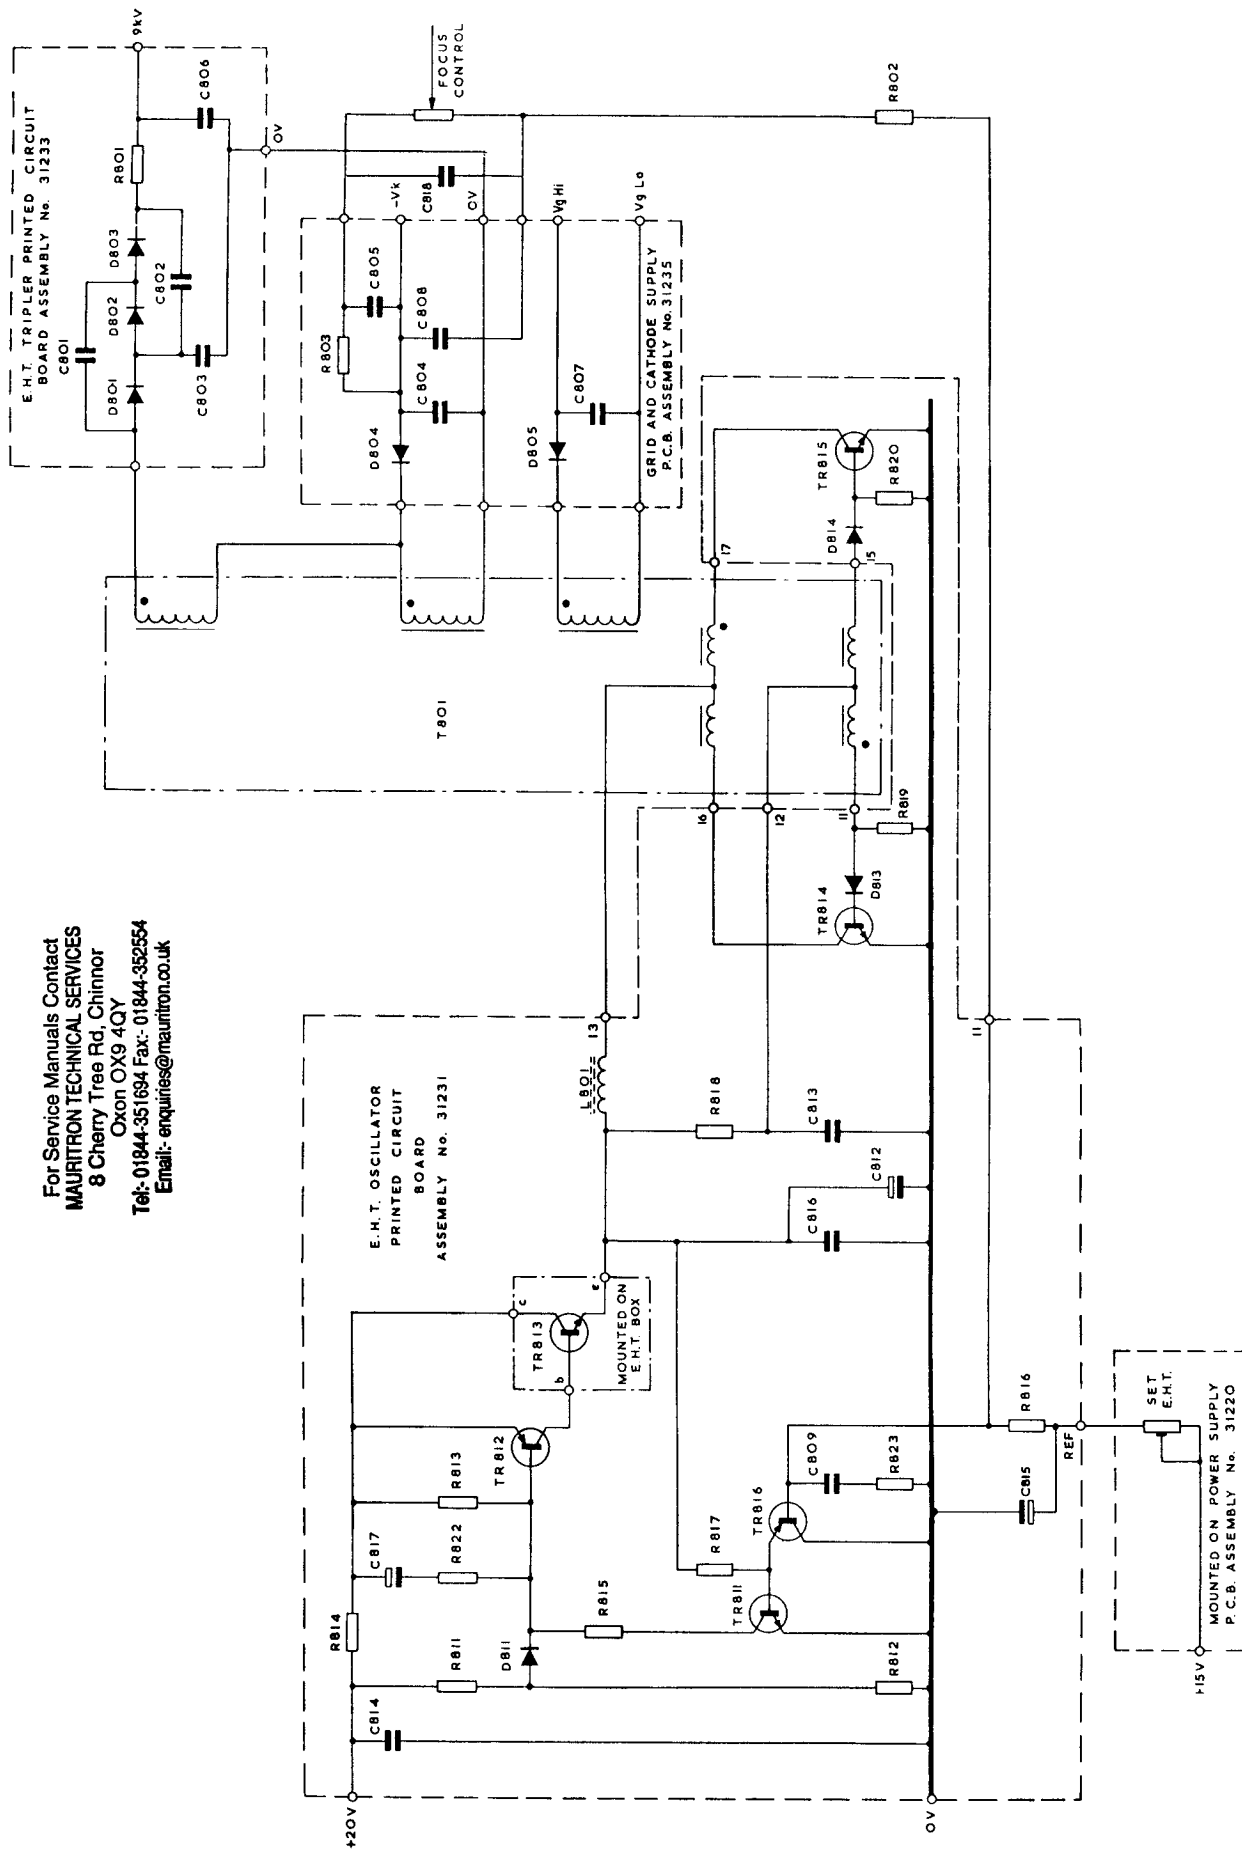 For Service Manuals Contact
MAURITRON TECHNICAL SERVICES
8 Cherry Tree Rd, Chinnor
Oxon OX9 4QY
Tel:- 01844-351694 Fax:- 01844-352554
Email:- enquiries@mauritron.co.uk
E.H.T. TRIPLER PRINTED CIRCUIT
BOARD ASSEMBLY No. 31233
9kV
C801
D801
D802
D803
R801
C802
C803
C806
OV
FOCUS
CONTROL
R803
C805
-Vk
C818
D804
C804
C808
OV
D805
C807
Vg Hi
Vg Lo
GRID AND CATHODE SUPPLY
P.C.B. ASSEMBLY No. 31235
R802
T801
17
16
12
11
15
D814
TR815
R820
R819
D813
TR814
E.H.T. OSCILLATOR
PRINTED CIRCUIT
BOARD
ASSEMBLY No. 31231
L801
13
R818
C813
C812
C816
11
c
e
b
TR813
MOUNTED ON
E.H.T. BOX
TR812
R813
C817
R822
R814
R811
D811
C814
R815
R817
TR811
TR816
C809
R823
R812
R816
C815
REF
+20V
OV
SET
E.H.T.
+15V
MOUNTED ON POWER SUPPLY
P.C.B. ASSEMBLY No. 31220